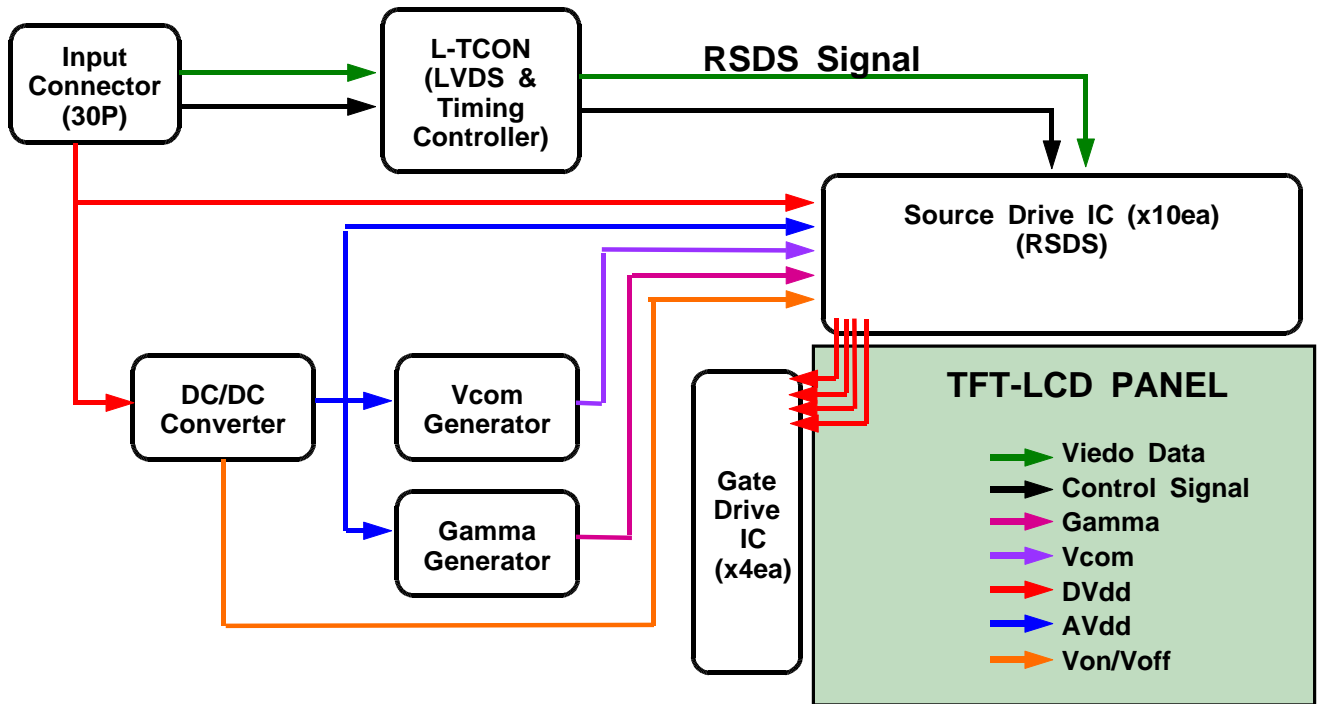 Input
Connector
(30P)
L-TCON
(LVDS &
Timing
Controller)
RSDS Signal
Source Drive IC (x10ea)
(RSDS)
DC/DC
Converter
Vcom
Generator
Gamma
Generator
Gate
Drive
IC
(x4ea)
TFT-LCD PANEL
Viedo Data
Control Signal
Gamma
Vcom
DVdd
AVdd
Von/Voff